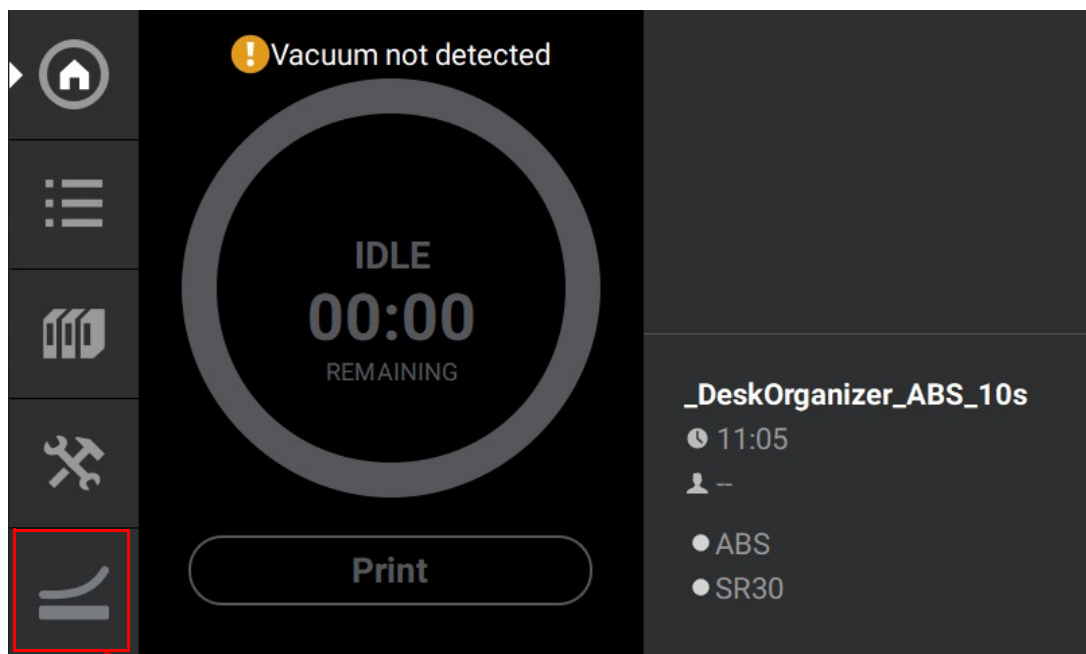 Vacuum not detected
IDLE
00:00
REMAINING
Print
_DeskOrganizer_ABS_10s
11:05
--
ABS
SR30